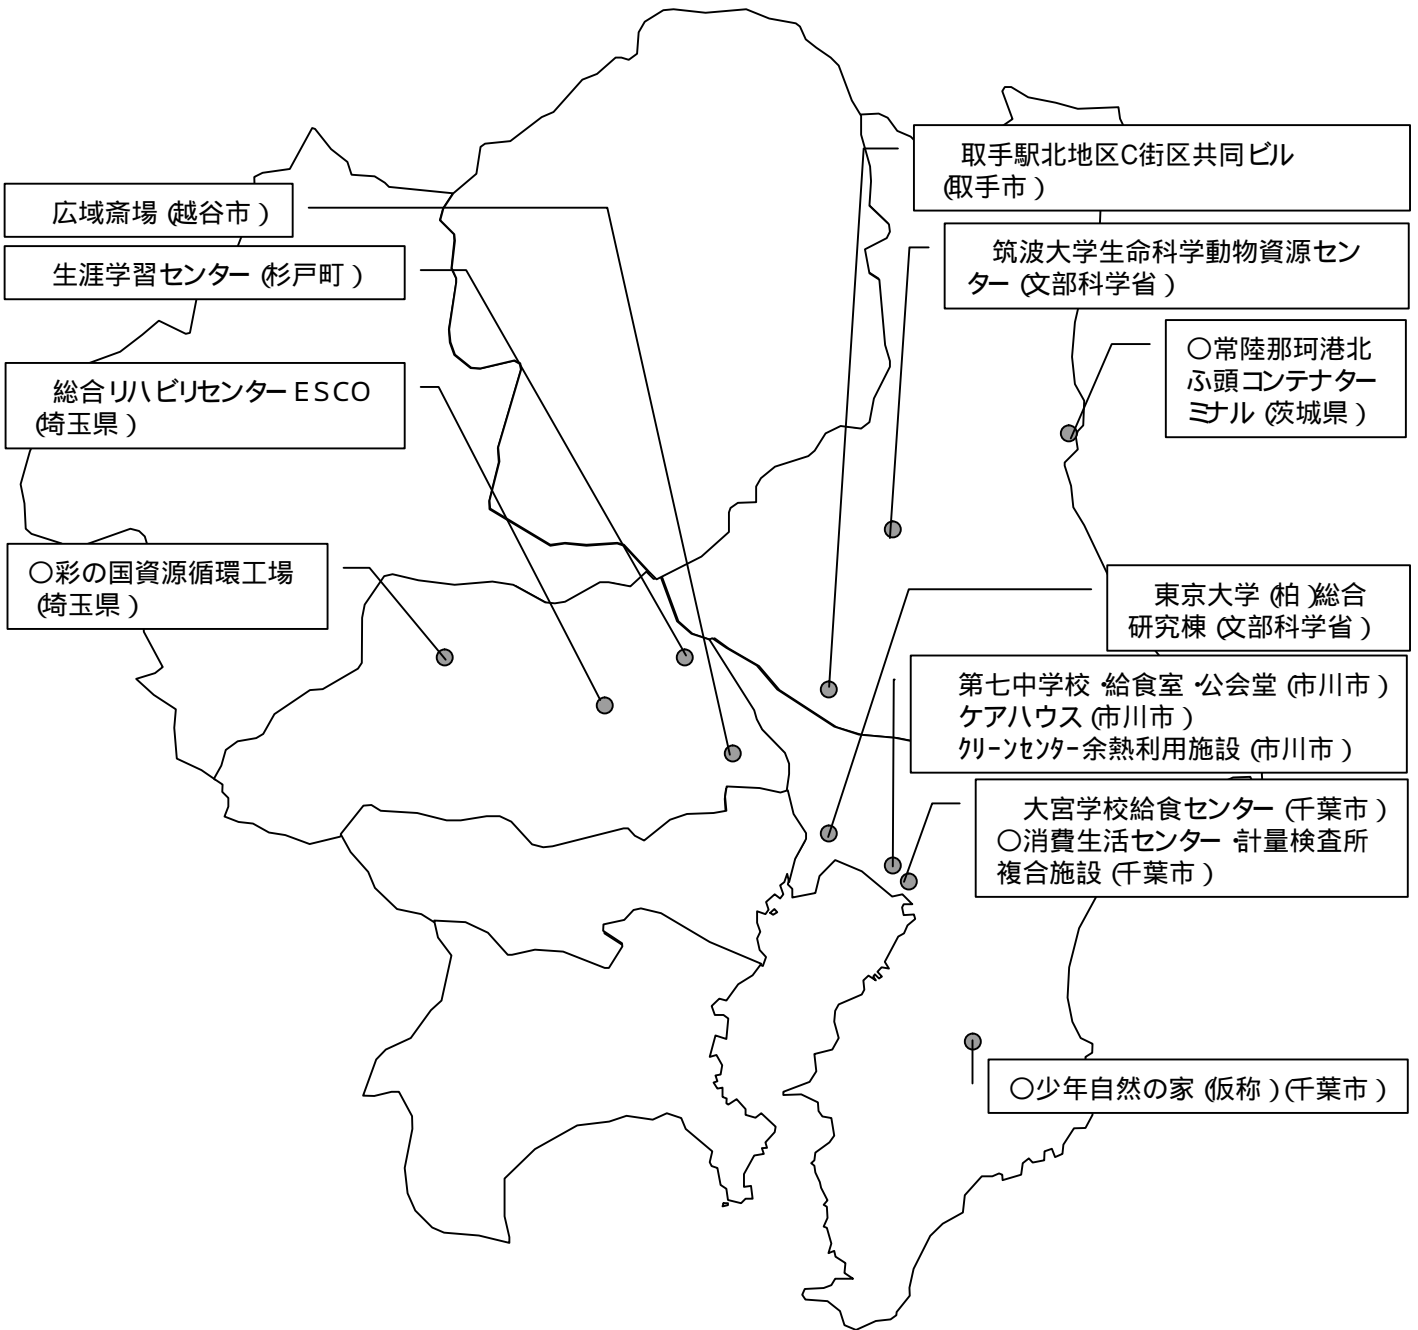 取手駅北地区C街区共同ビル
(取手市)
広域斎場(越谷市)
筑波大学生命科学動物資源セン
ター(文部科学省)
生涯学習センター(杉戸町)
○常陸那珂港北
ふ頭コンテナター
ミナル(茨城県)
総合リハビリセンターESCO
(埼玉県)
○彩の国資源循環工場
(埼玉県)
東京大学(柏)総合
研究棟(文部科学省)
第七中学校・給食室・公会堂(市川市)
ケアハウス(市川市)
クリーンセンター余熱利用施設(市川市)
大宮学校給食センター(千葉市)
○消費生活センター・計量検査所
複合施設(千葉市)
○少年自然の家(仮称)(千葉市)